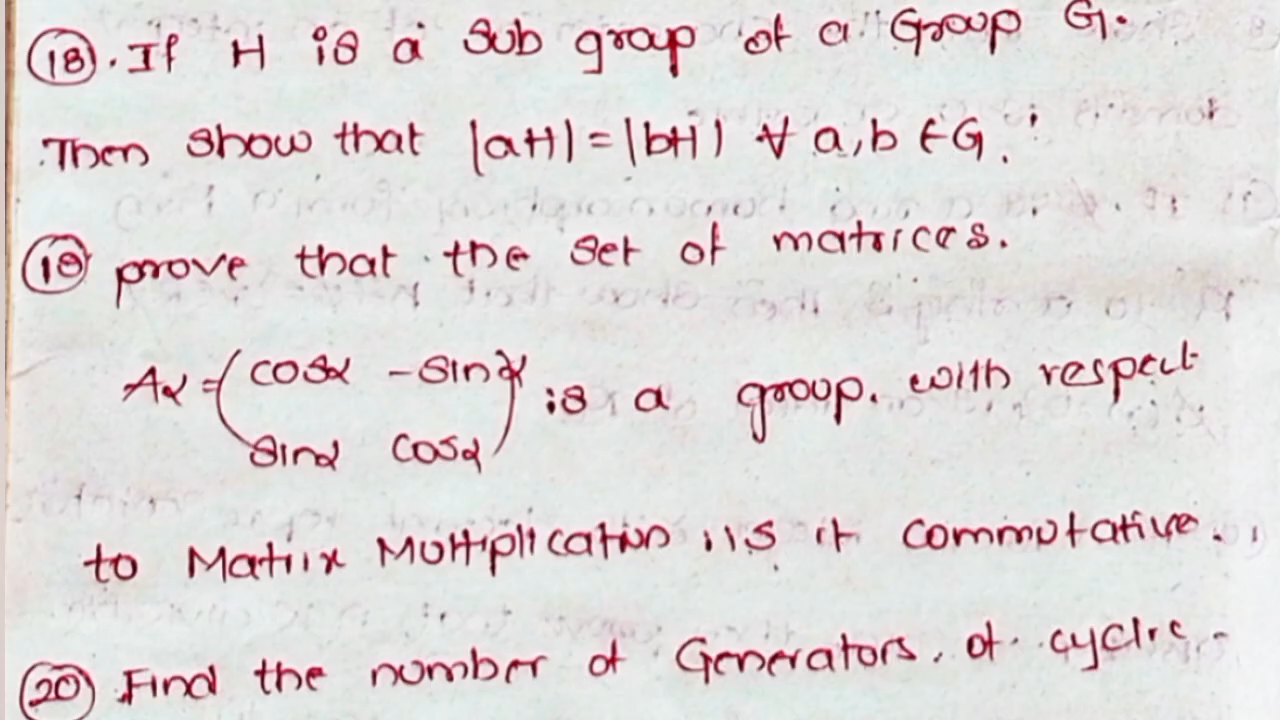 (18). If H is a Sub group of a Group G.
Then show that |aH| = |bH| ∀ a,b ∈ G.
(19) prove that the set of matrices.
Aα = ( cosα -sinα is a group. with respect
sinα cosα )
to Matrix Multiplication, is it commutative.
(20) Find the number of Generators. of cyclic-